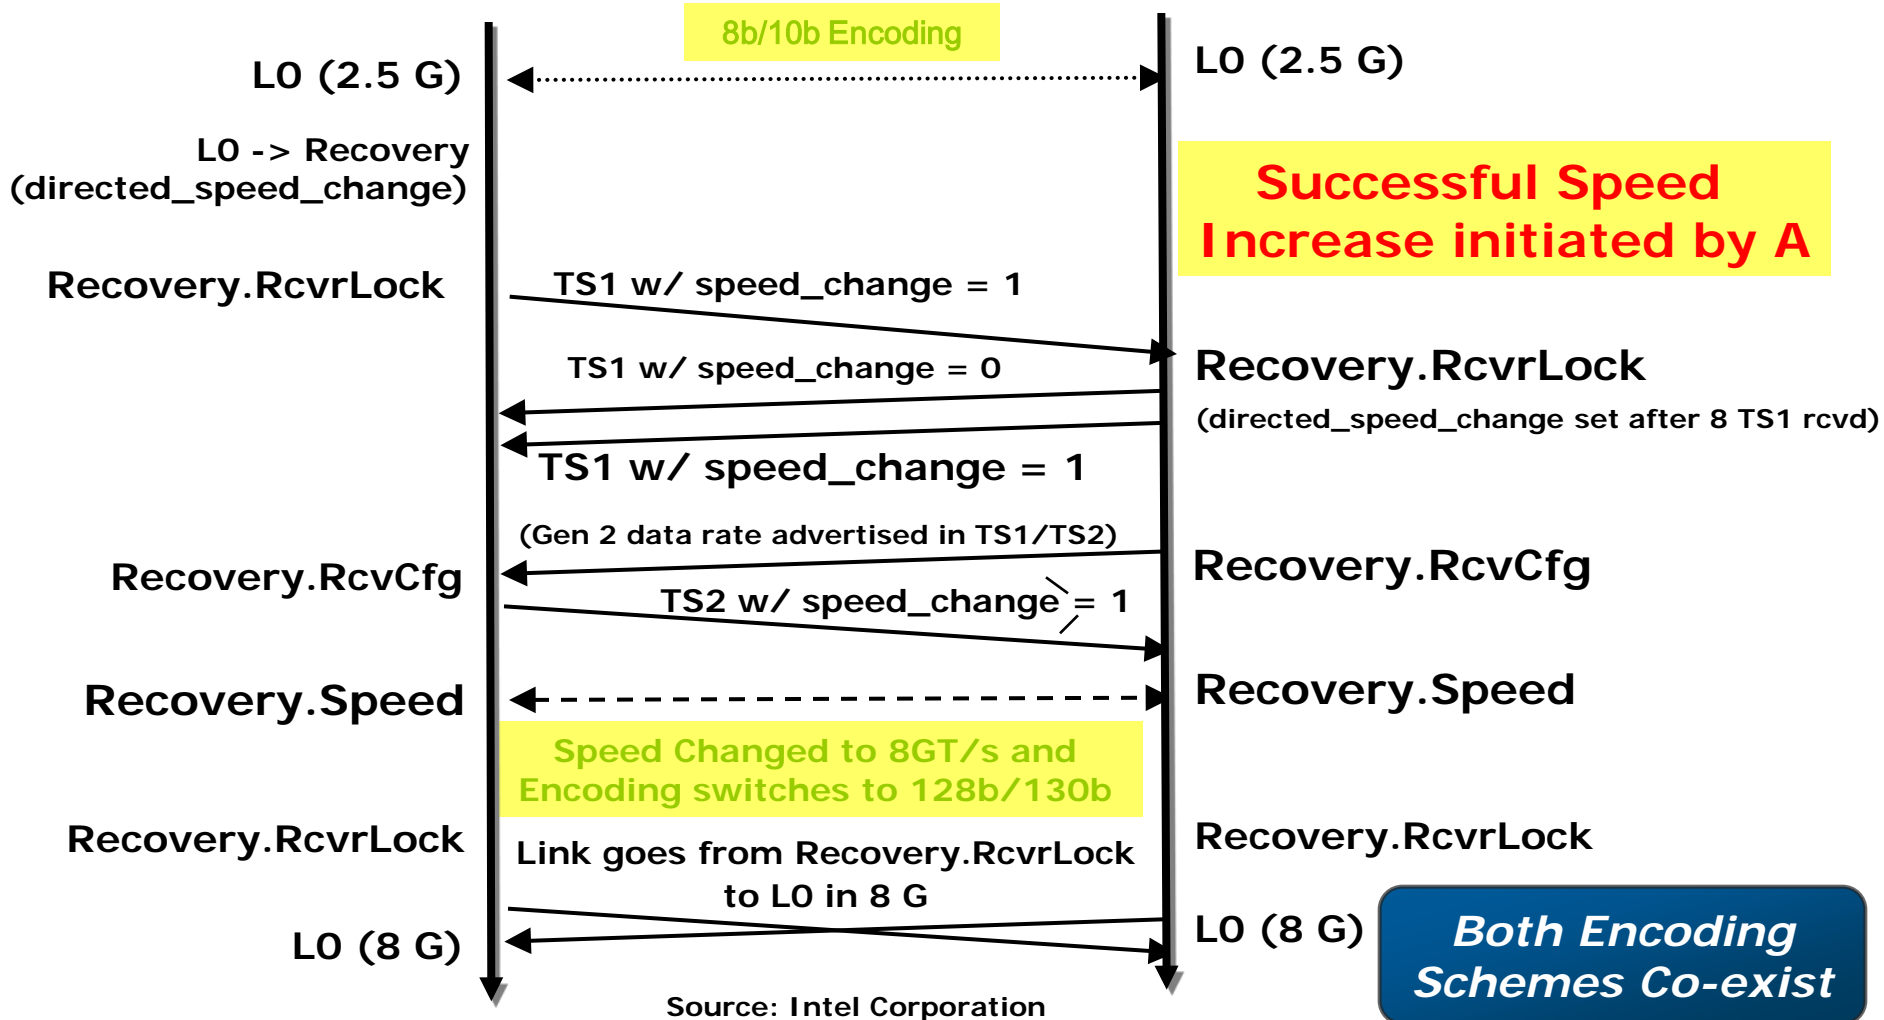 8b/10b Encoding
L0 (2.5 G)
L0 (2.5 G)
L0 -> Recovery
(directed_speed_change)
Successful Speed
Increase initiated by A
Recovery.RcvrLock
TS1 w/ speed_change = 1
TS1 w/ speed_change = 0
Recovery.RcvrLock
(directed_speed_change set after 8 TS1 rcvd)
TS1 w/ speed_change = 1
(Gen 2 data rate advertised in TS1/TS2)
Recovery.RcvCfg
Recovery.RcvCfg
TS2 w/ speed_change = 1
Recovery.Speed
Recovery.Speed
Speed Changed to 8GT/s and
Encoding switches to 128b/130b
Recovery.RcvrLock
Recovery.RcvrLock
Link goes from Recovery.RcvrLock
to L0 in 8 G
L0 (8 G)
L0 (8 G)
Both Encoding
Schemes Co-exist
Source: Intel Corporation